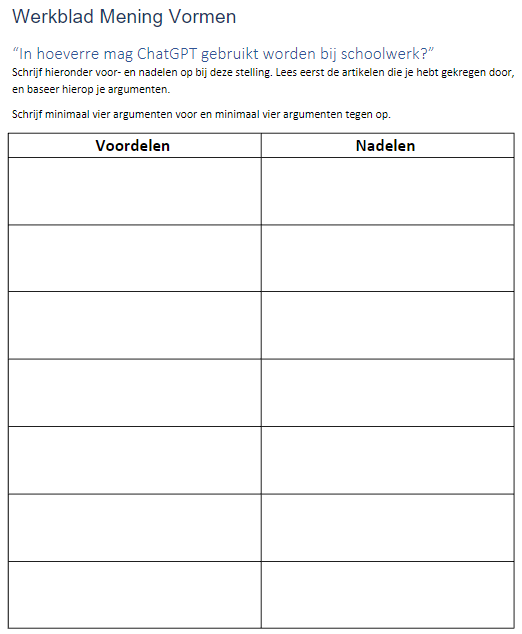 Werkblad Mening Vormen
“In hoeverre mag ChatGPT gebruikt worden bij schoolwerk?”
Schrijf hieronder voor- en nadelen op bij deze stelling. Lees eerst de artikelen die je hebt gekregen door,
en baseer hierop je argumenten.
Schrijf minimaal vier argumenten voor en minimaal vier argumenten tegen op.
Voordelen Nadelen